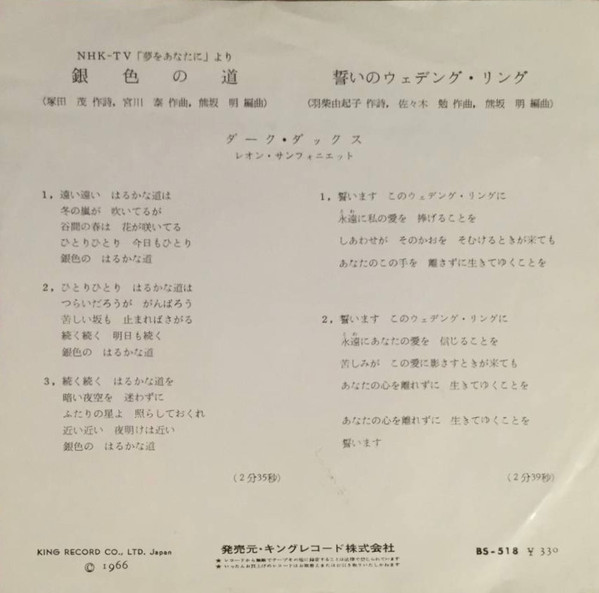 NHK-TV「夢をあなたに」より
銀色の道
(塚田 茂 作詩, 宮川 泰 作曲, 熊坂 明 編曲)
誓いのウェデング・リング
(羽柴由起子 作詩, 佐々木 勉 作曲, 熊坂 明 編曲)
ダーク・ダックス
レオン・サンフォニエット
1. 遠い遠い はるかな道は
冬の嵐が 吹いてるが
谷間の春は 花が咲いてる
ひとりひとり 今日もひとり
銀色の はるかな道
2. ひとりひとり はるかな道は
つらいだろうが がんばろう
苦しい坂も 止まればさがる
続く続く 明日も続く
銀色の はるかな道
3. 続く続く はるかな道を
暗い夜空を 迷わずに
ふたりの星よ 照らしておくれ
近い近い 夜明けは近い
銀色の はるかな道
(2分35秒)
1. 誓います このウェデング・リングに
永遠に私の愛を 捧げることを
しあわせが そのかおを そむけるときが来ても
あなたのこの手を 離さずに生きてゆくことを
2. 誓います このウェデング・リングに
永遠にあなたの愛を 信じることを
苦しみが この愛に影さすときが来ても
あなたの心を離れずに 生きてゆくことを
あなたの心を離れずに 生きてゆくことを
誓います
(2分39秒)
KING RECORD CO., LTD. Japan
© 1966
発売元・キングレコード株式会社
BS-518 ¥330